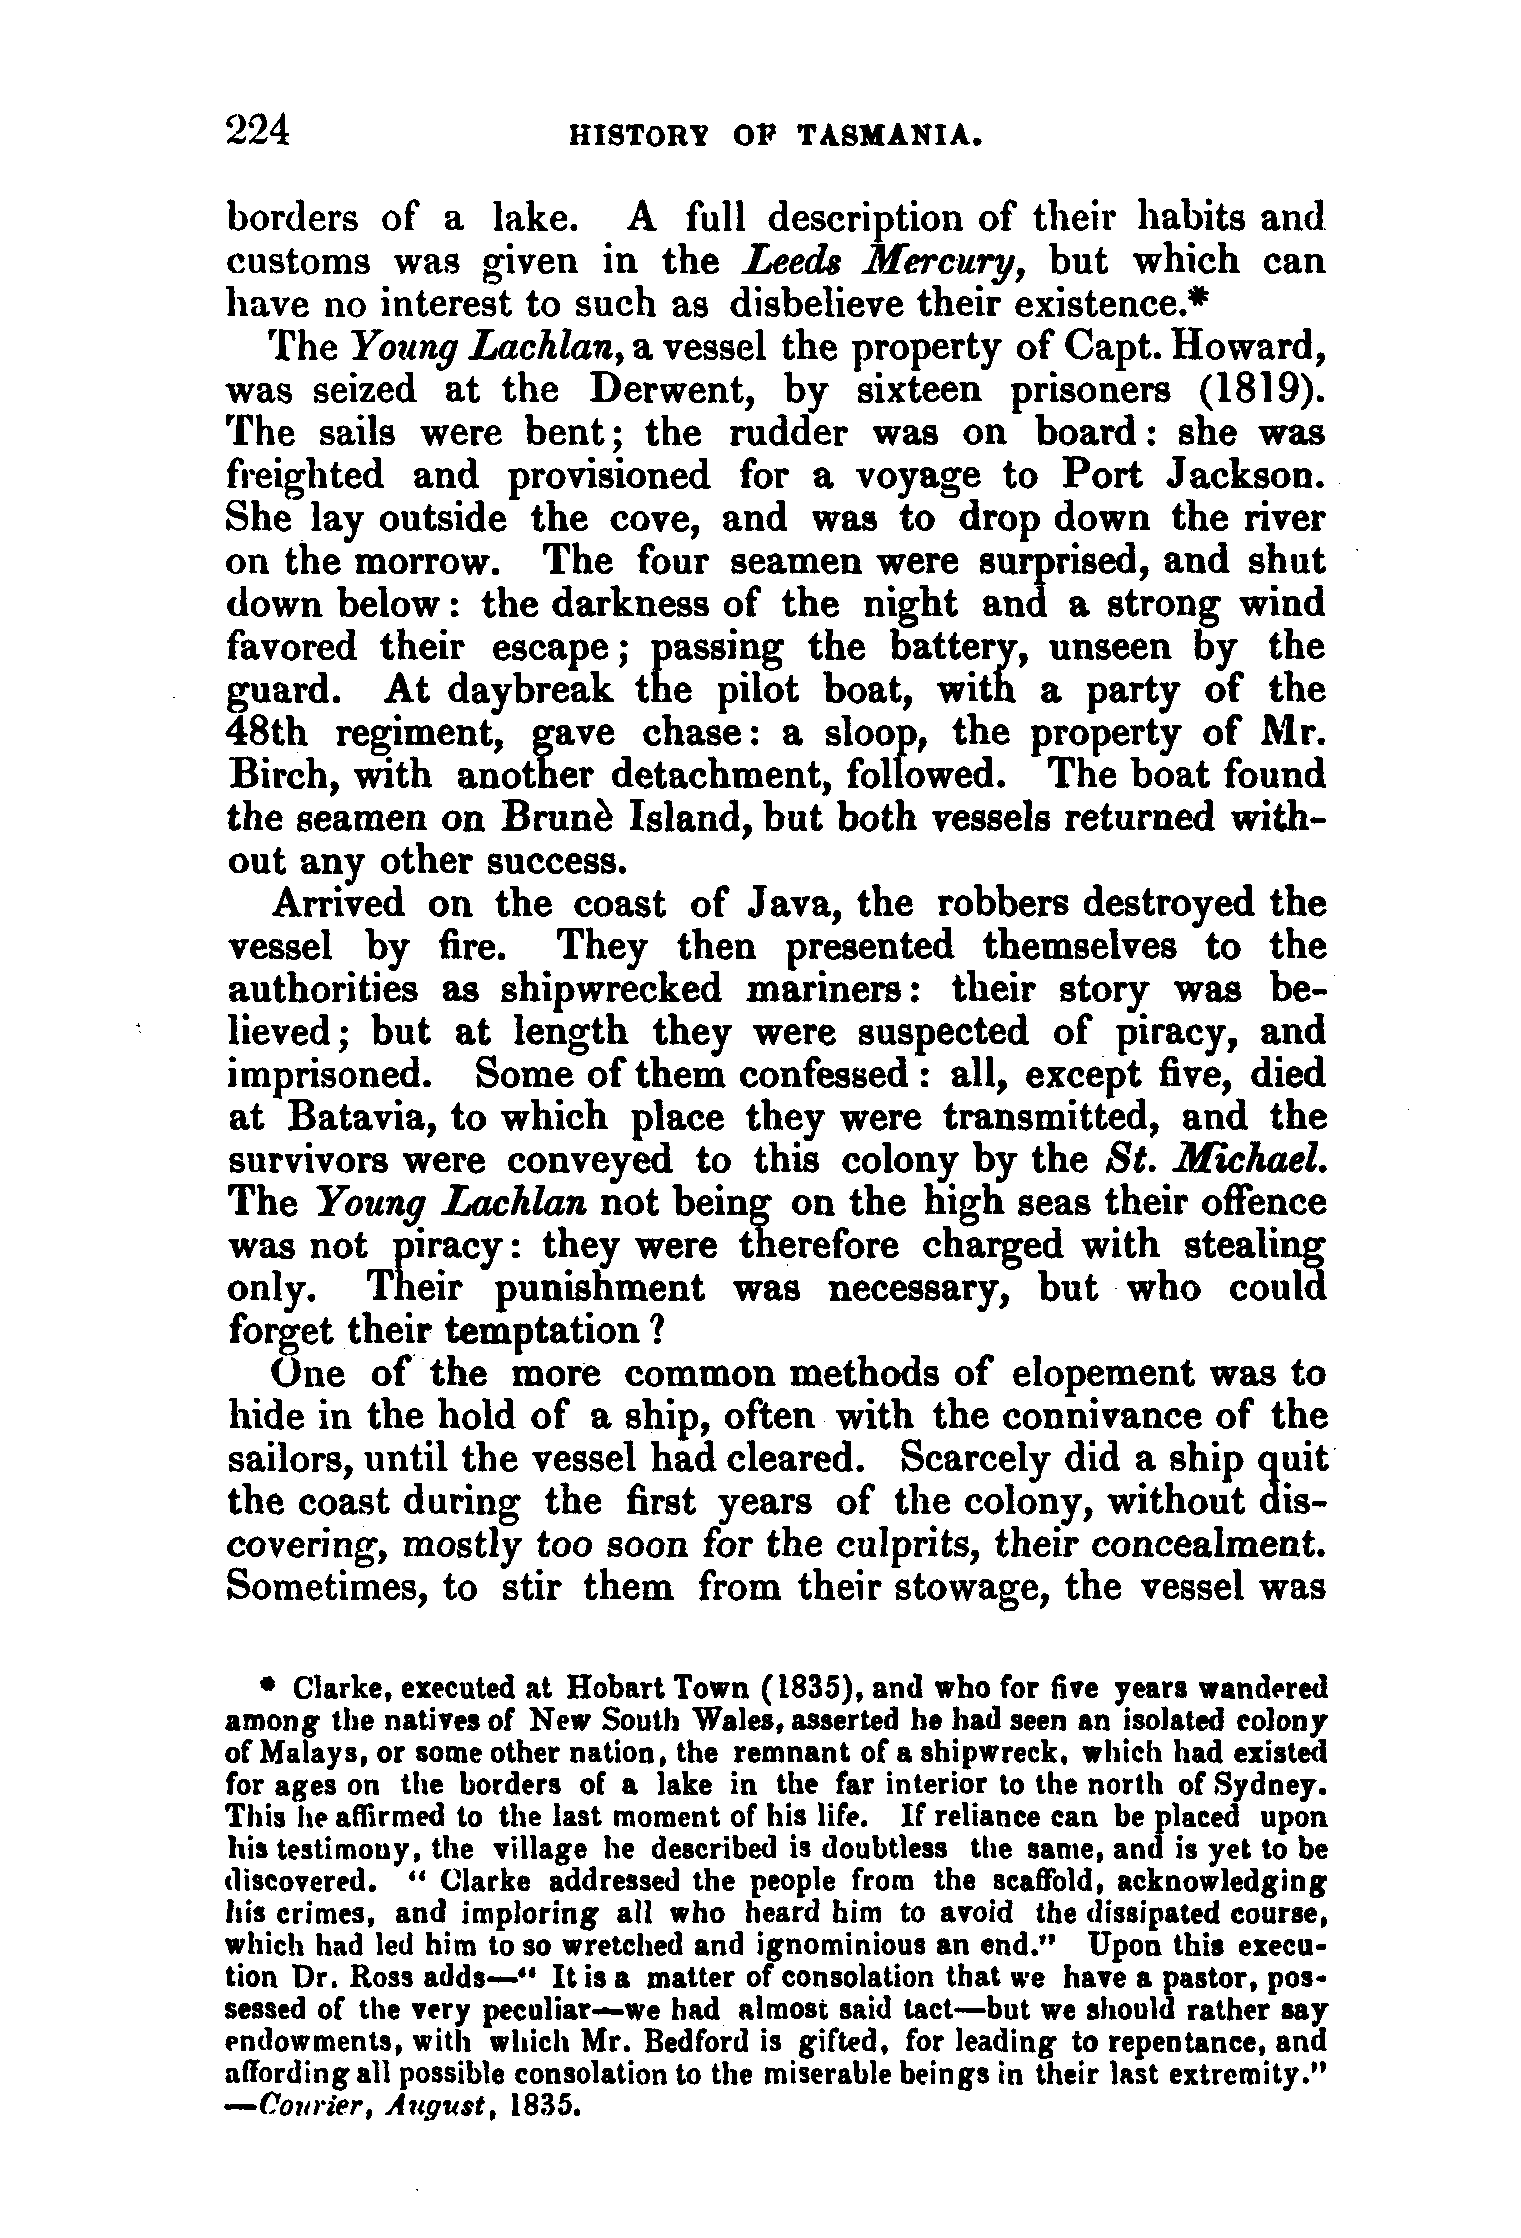 224 HISTORY OF TASMANIA.
borders of a lake. A full description of their habits and
customs was given in the Leeds Mercury, but which can
have no interest to such as disbelieve their existence.*
The Young Lachlan, a vessel the property of Capt. Howard,
was seized at the Derwent, by sixteen prisoners (1819).
The sails were bent; the rudder was on board: she was
freighted and provisioned for a voyage to Port Jackson.
She lay outside the cove, and was to drop down the river
on the morrow. The four seamen were surprised, and shut
down below: the darkness of the night and a strong wind
favored their escape; passing the battery, unseen by the
guard. At daybreak the pilot boat, with a party of the
48th regiment, gave chase: a sloop, the property of Mr.
Birch, with another detachment, followed. The boat found
the seamen on Brunè Island, but both vessels returned with-
out any other success.
Arrived on the coast of Java, the robbers destroyed the
vessel by fire. They then presented themselves to the
authorities as shipwrecked mariners: their story was be-
lieved; but at length they were suspected of piracy, and
imprisoned. Some of them confessed: all, except five, died
at Batavia, to which place they were transmitted, and the
survivors were conveyed to this colony by the St. Michael.
The Young Lachlan not being on the high seas their offence
was not piracy: they were therefore charged with stealing
only. Their punishment was necessary, but who could
forget their temptation?
One of the more common methods of elopement was to
hide in the hold of a ship, often with the connivance of the
sailors, until the vessel had cleared. Scarcely did a ship quit
the coast during the first years of the colony, without dis-
covering, mostly too soon for the culprits, their concealment.
Sometimes, to stir them from their stowage, the vessel was
* Clarke, executed at Hobart Town (1835), and who for five years wandered
among the natives of New South Wales, asserted he had seen an isolated colony
of Malays, or some other nation, the remnant of a shipwreck, which had existed
for ages on the borders of a lake in the far interior to the north of Sydney.
This he affirmed to the last moment of his life. If reliance can be placed upon
his testimony, the village he described is doubtless the same, and is yet to be
discovered. "Clarke addressed the people from the scaffold, acknowledging
his crimes, and imploring all who heard him to avoid the dissipated course,
which had led him to so wretched and ignominious an end." Upon this execu-
tion Dr. Ross adds—"It is a matter of consolation that we have a pastor, pos-
sessed of the very peculiar—we had almost said tact—but we should rather say
endowments, with which Mr. Bedford is gifted, for leading to repentance, and
affording all possible consolation to the miserable beings in their last extremity."
—Courier, August, 1835.